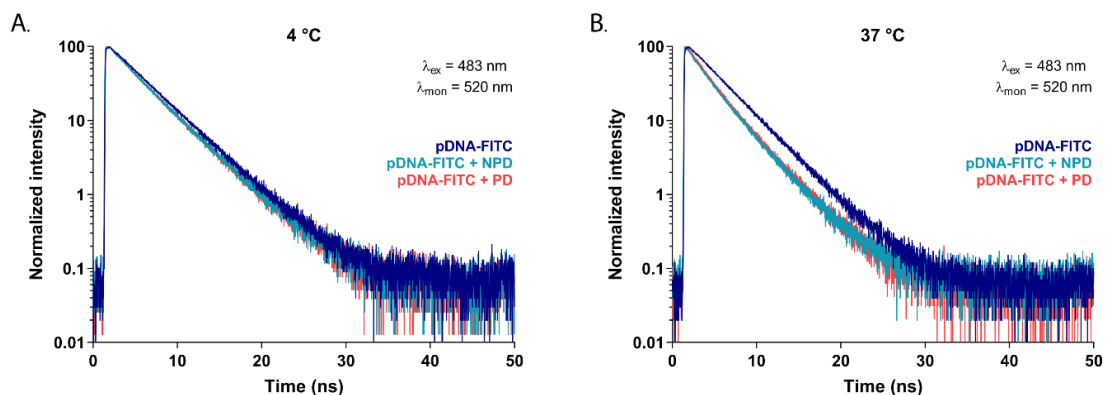 A.
4 °C
λex = 483 nm
λmon = 520 nm
pDNA-FITC
pDNA-FITC + NPD
pDNA-FITC + PD
Normalized intensity
100
10
1
0.1
0.01
0 10 20 30 40 50
Time (ns)
B.
37 °C
λex = 483 nm
λmon = 520 nm
pDNA-FITC
pDNA-FITC + NPD
pDNA-FITC + PD
Normalized intensity
100
10
1
0.1
0.01
0 10 20 30 40 50
Time (ns)